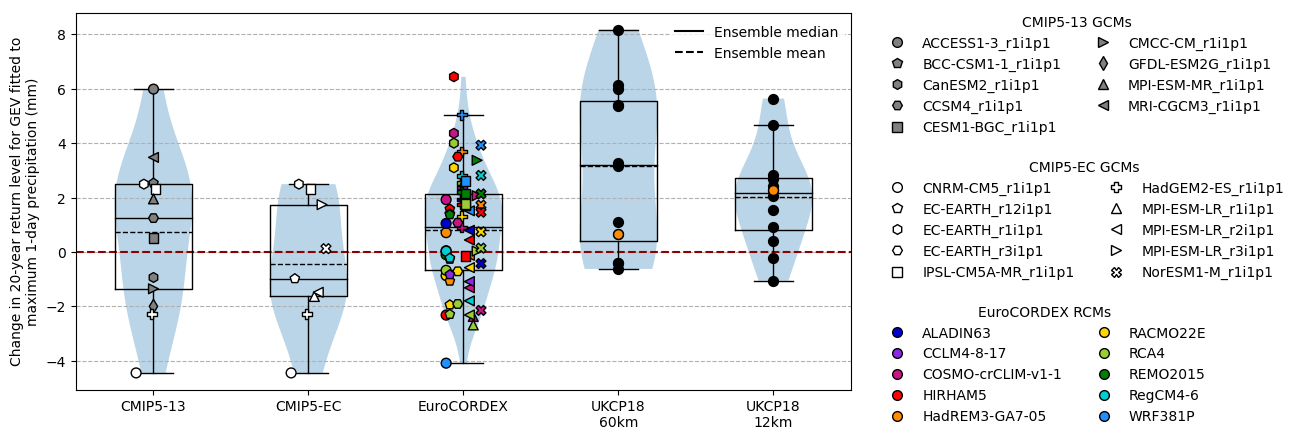 Change in 20-year return level for GEV fitted to
maximum 1-day precipitation (mm)
8
6
4
2
0
−2
−4
Ensemble median
Ensemble mean
CMIP5-13
CMIP5-EC
EuroCORDEX
UKCP18
60km
UKCP18
12km
CMIP5-13 GCMs
ACCESS1-3_r1i1p1
BCC-CSM1-1_r1i1p1
CanESM2_r1i1p1
CCSM4_r1i1p1
CESM1-BGC_r1i1p1
CMCC-CM_r1i1p1
GFDL-ESM2G_r1i1p1
MPI-ESM-MR_r1i1p1
MRI-CGCM3_r1i1p1
CMIP5-EC GCMs
CNRM-CM5_r1i1p1
EC-EARTH_r12i1p1
EC-EARTH_r1i1p1
EC-EARTH_r3i1p1
IPSL-CM5A-MR_r1i1p1
HadGEM2-ES_r1i1p1
MPI-ESM-LR_r1i1p1
MPI-ESM-LR_r2i1p1
MPI-ESM-LR_r3i1p1
NorESM1-M_r1i1p1
EuroCORDEX RCMs
ALADIN63
CCLM4-8-17
COSMO-crCLIM-v1-1
HIRHAM5
HadREM3-GA7-05
RACMO22E
RCA4
REMO2015
RegCM4-6
WRF381P